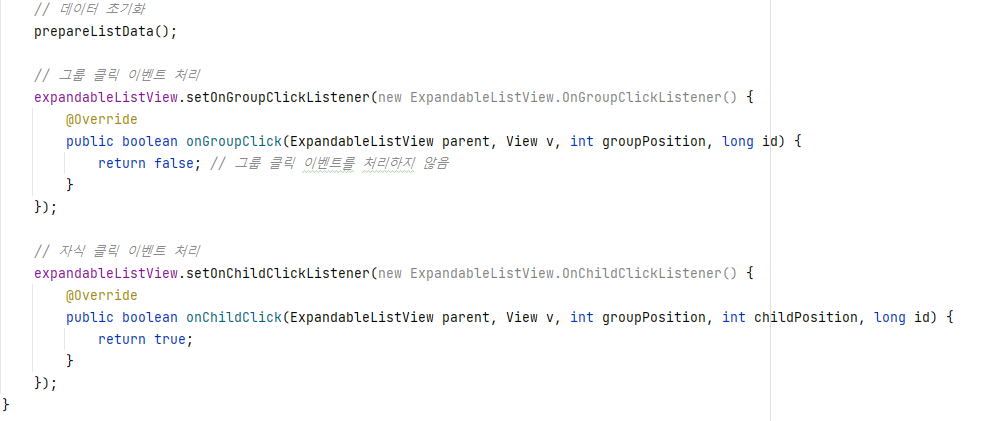 // 데이터 초기화
prepareListData();
// 그룹 클릭 이벤트 처리
expandableListView.setOnGroupClickListener(new ExpandableListView.OnGroupClickListener() {
@Override
public boolean onGroupClick(ExpandableListView parent, View v, int groupPosition, long id) {
return false; // 그룹 클릭 이벤트를 처리하지 않음
}
});
// 자식 클릭 이벤트 처리
expandableListView.setOnChildClickListener(new ExpandableListView.OnChildClickListener() {
@Override
public boolean onChildClick(ExpandableListView parent, View v, int groupPosition, int childPosition, long id) {
return true;
}
});
}